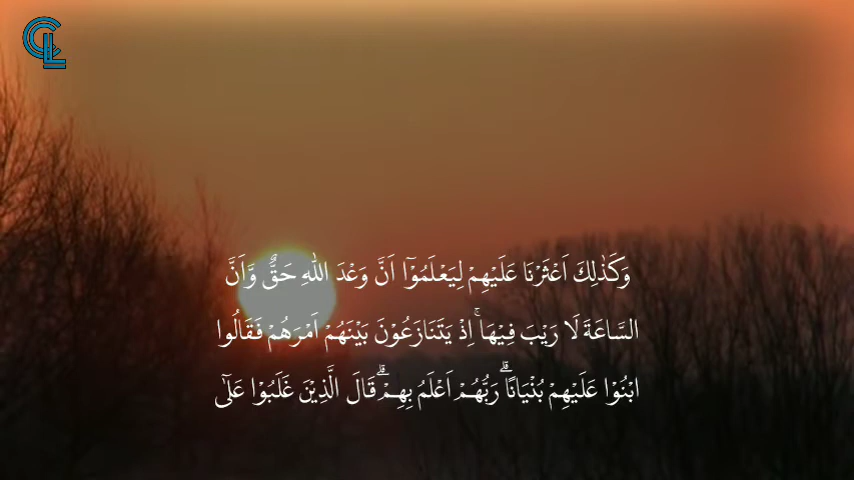 وَكَذٰلِكَ اَعْثَرْنَا عَلَيْهِمْ لِيَعْلَمُوْٓا اَنَّ وَعْدَ اللّٰهِ حَقٌّ وَّاَنَّ
السَّاعَةَ لَا رَيْبَ فِيْهَا ۚ اِذْ يَتَنَازَعُوْنَ بَيْنَهُمْ اَمْرَهُمْ فَقَالُوا
ابْنُوْا عَلَيْهِمْ بُنْيَانًا ؕ رَبُّهُمْ اَعْلَمُ بِهِمْ ؕ قَالَ الَّذِيْنَ غَلَبُوْا عَلٰٓى